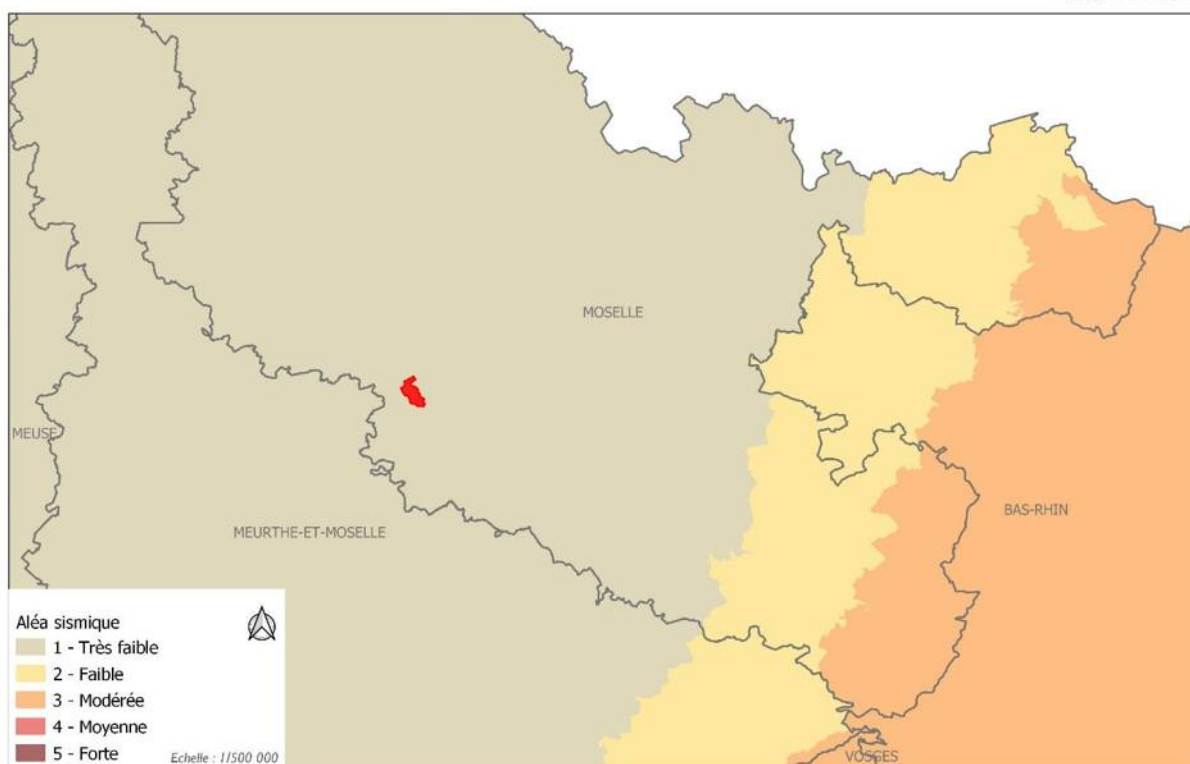 MOSELLE
MEUSE
BAS-RHIN
MEURTHE-ET-MOSELLE
VOSGES
Aléa sismique
1 - Très faible
2 - Faible
3 - Modérée
4 - Moyenne
5 - Forte
Echelle : 1/500 000